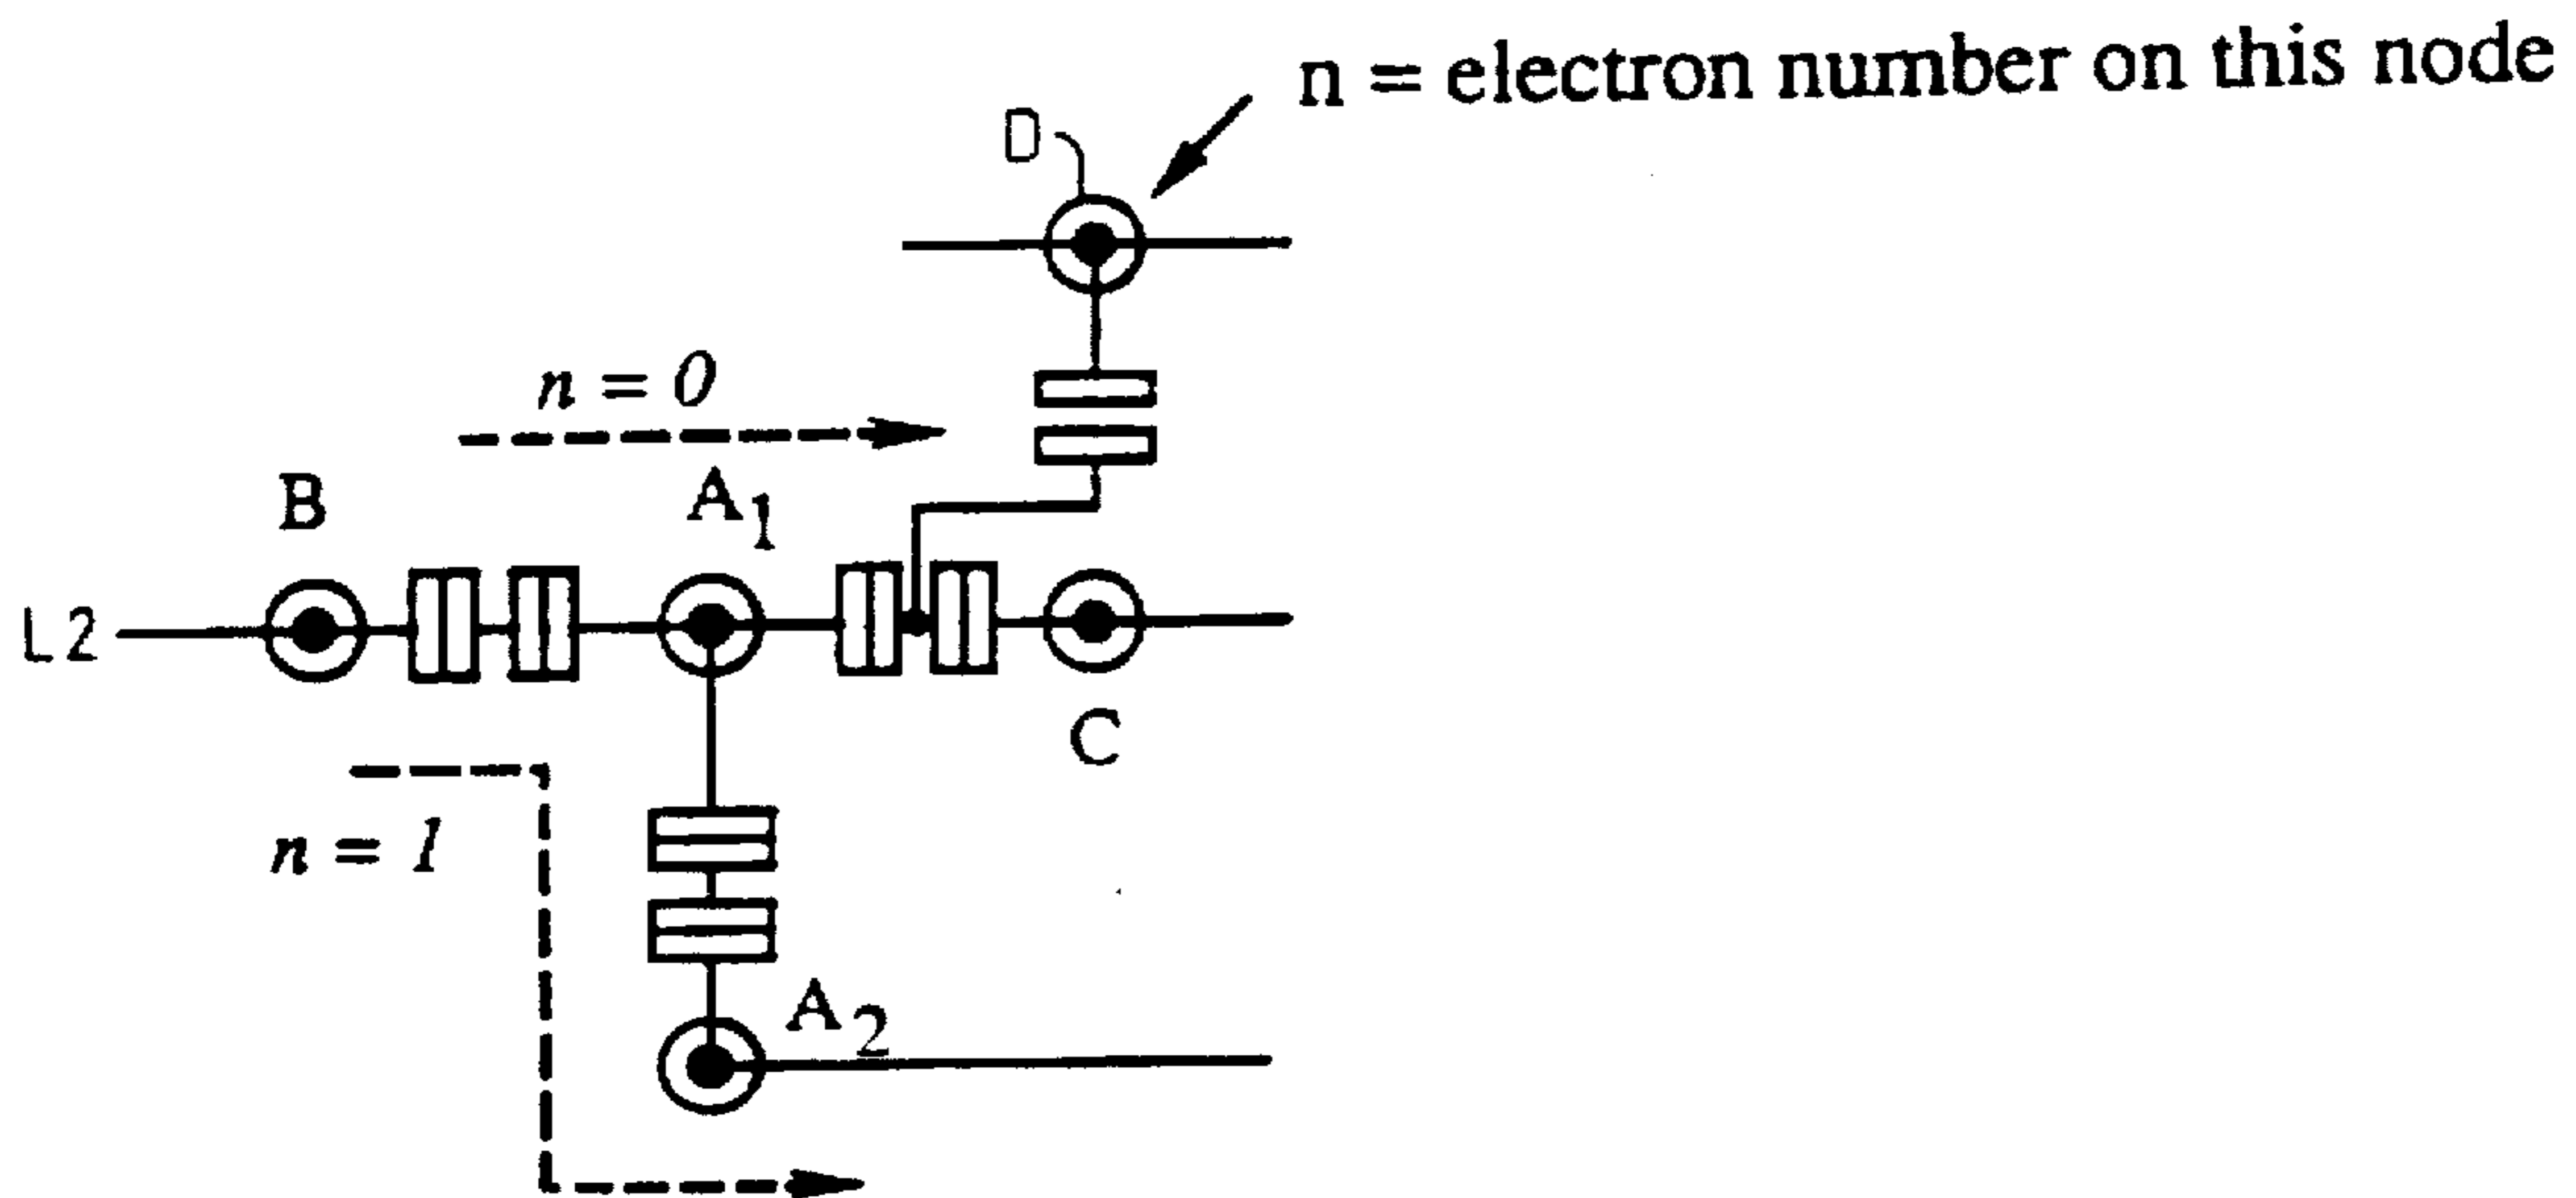 n = electron number on this node
D
n = 0
B
A1
L2
C
n = 1
A2